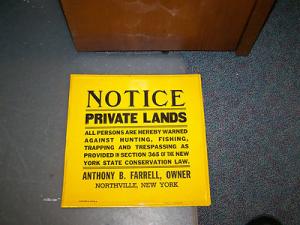 NOTICE
PRIVATE LANDS
ALL PERSONS ARE HEREBY WARNED
AGAINST HUNTING, FISHING,
TRAPPING AND TRESPASSING AS
PROVIDED IN SECTION 365 OF THE NEW
YORK STATE CONSERVATION LAW.
ANTHONY B. FARRELL, OWNER
NORTHVILLE, NEW YORK